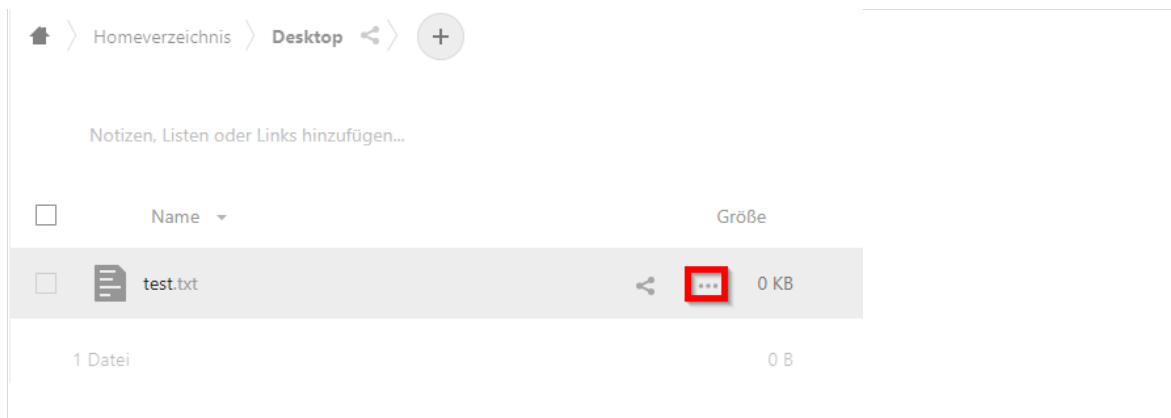 Homeverzeichnis Desktop
Notizen, Listen oder Links hinzufügen...
Name Größe
test.txt 0 KB
1 Datei 0 B